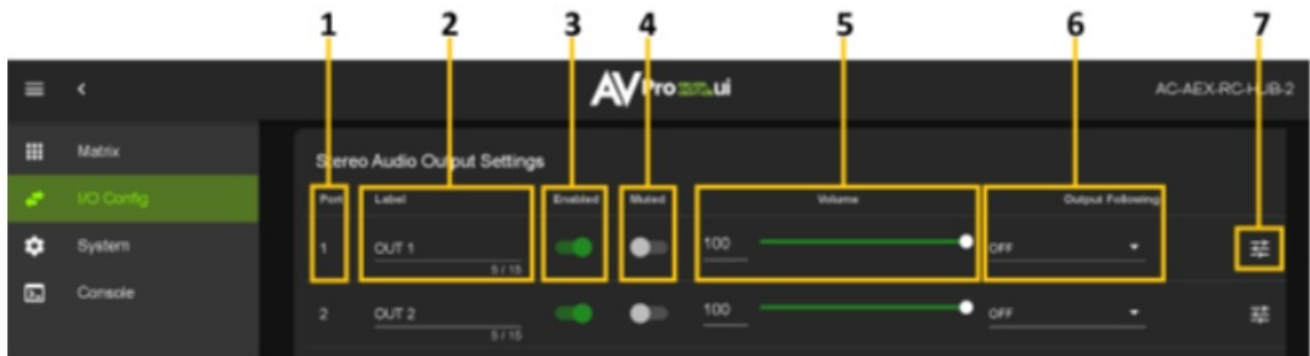 1 2 3 4 5 6 7
AV Pro ui AC-AEX-RC-HUB-2
Matrix
Stereo Audio Output Settings
I/O Config
Port Label Enabled Muted Volume Output Following
System
1 OUT 1 100 OFF
5 / 15
Console
2 OUT 2 100 OFF
5 / 15